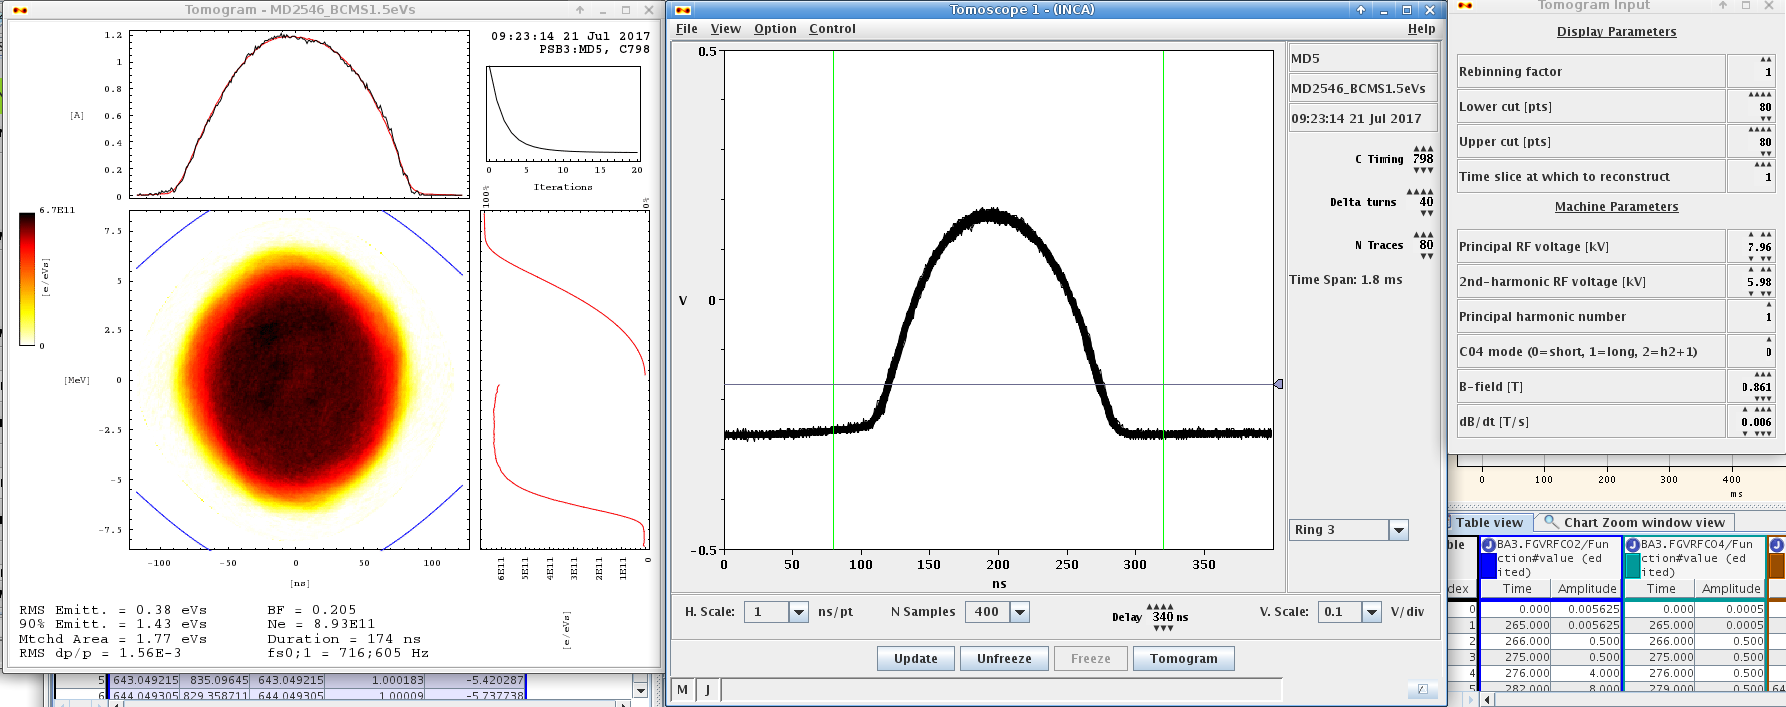 Tomogram - MD2546_BCMS1.5eVs
09:23:14 21 Jul 2017
PSB3:MD5, C798
1.2
1
0.8
0.6
0.4
0.2
0
[A]
0 10 15 20
Iterations
100%
0%
6.7E11
0
[e/eVs]
7.5
5
2.5
0
-2.5
-5
-7.5
[MeV]
-100 -50 0 50 100
[ns]
6E11 5E11 4E11 3E11 2E11 1E11 0
[e/eVs]
RMS Emitt. = 0.38 eVs BF = 0.205
90% Emitt. = 1.43 eVs Ne = 8.93E11
Mtchd Area = 1.77 eVs Duration = 174 ns
RMS dp/p = 1.56E-3 fs0;1 = 716;605 Hz
5 643.049215 835.09645 643.049215 1.000183 -5.420287
6 644.049305 829.358711 644.049305 1.00009 -5.737738
Tomoscope 1 - (INCA)
File View Option Control Help
0.5
V 0
-0.5
0 50 100 150 200 250 300 350
ns
MD5
MD2546_BCMS1.5eVs
09:23:14 21 Jul 2017
C Timing 798
Delta turns 40
N Traces 80
Time Span: 1.8 ms
Ring 3
H. Scale: 1 ns/pt N Samples 400 Delay 340 ns V. Scale: 0.1 V/div
Update Unfreeze Freeze Tomogram
M J
Tomogram Input
Display Parameters
Rebinning factor 1
Lower cut [pts] 80
Upper cut [pts] 80
Time slice at which to reconstruct 1
Machine Parameters
Principal RF voltage [kV] 7.96
2nd-harmonic RF voltage [kV] 5.98
Principal harmonic number 1
C04 mode (0=short, 1=long, 2=h2+1) 0
B-field [T] 0.861
dB/dt [T/s] 0.006
0 100 200 300 400
ms
Table view Chart Zoom window view
ble BA3.FGVRFCO2/Fun BA3.FGVRFCO4/Fun
ction#value (ed ction#value (ed
ited) ited)
dex Time Amplitude Time Amplitude
0 0.000 0.005625 0.000 0.0005
1 265.000 0.005625 265.000 0.0005
2 266.000 0.500 266.000 0.500
3 275.000 0.500 275.000 0.500
4 276.000 4.000 276.000 0.500
5 282.000 8.000 279.000 0.500 64